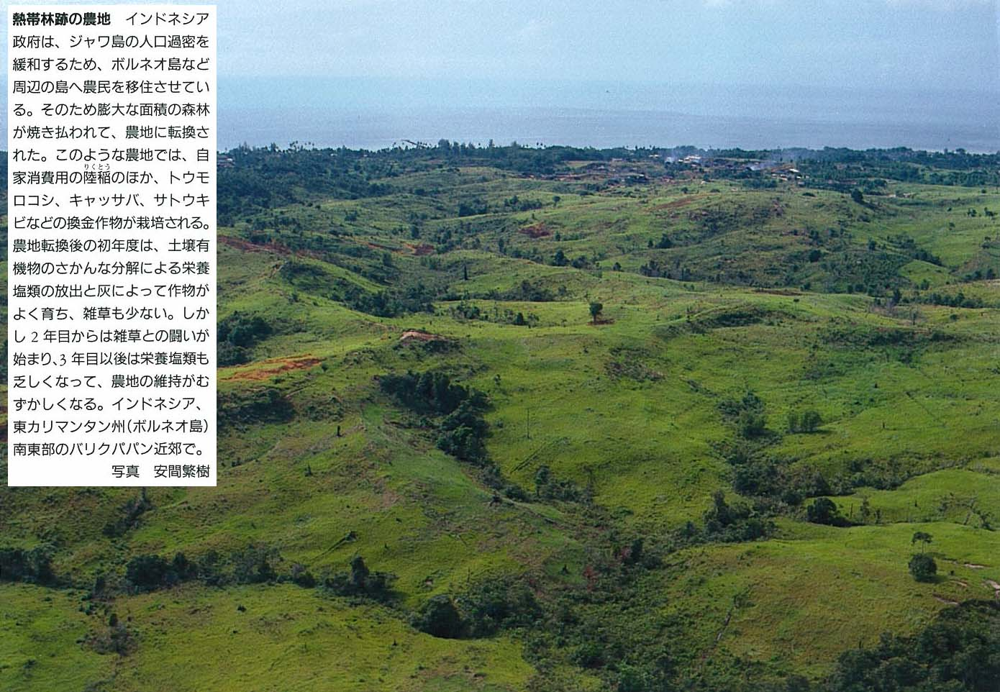 熱帯林跡の農地　インドネシア
政府は、ジャワ島の人口過密を
緩和するため、ボルネオ島など
周辺の島へ農民を移住させてい
る。そのため膨大な面積の森林
が焼き払われて、農地に転換さ
れた。このような農地では、自
りくとう
家消費用の陸稲のほか、トウモ
ロコシ、キャッサバ、サトウキ
ビなどの換金作物が栽培される。
農地転換後の初年度は、土壌有
機物のさかんな分解による栄養
塩類の放出と灰によって作物が
よく育ち、雑草も少ない。しか
し2年目からは雑草との闘いが
始まり、3年目以後は栄養塩類も
乏しくなって、農地の維持がむ
ずかしくなる。インドネシア、
東カリマンタン州(ボルネオ島)
南東部のバリクパパン近郊で。
写真　安間繁樹